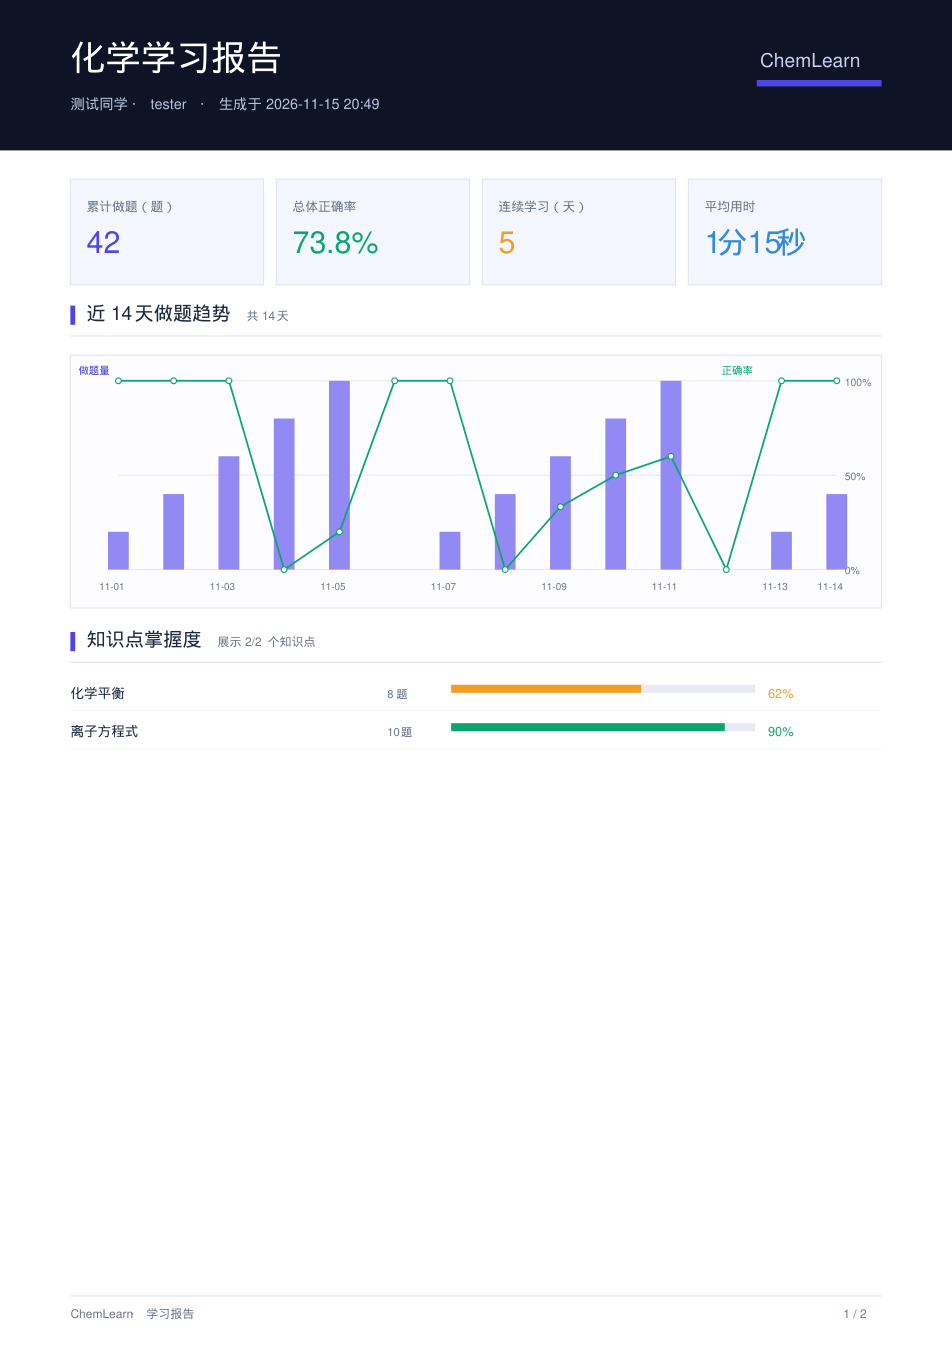 化学学习报告
ChemLearn
测试同学 · tester · 生成于 2026-11-15 20:49
累计做题（题） 总体正确率 连续学习（天） 平均用时
42 73.8% 5 1分15秒
近 14 天做题趋势 共 14 天
做题量 正确率
100%
50%
0%
11-01 11-03 11-05 11-07 11-09 11-11 11-13 11-14
知识点掌握度 展示 2/2 个知识点
化学平衡 8 题 62%
离子方程式 10 题 90%
ChemLearn · 学习报告 1 / 2